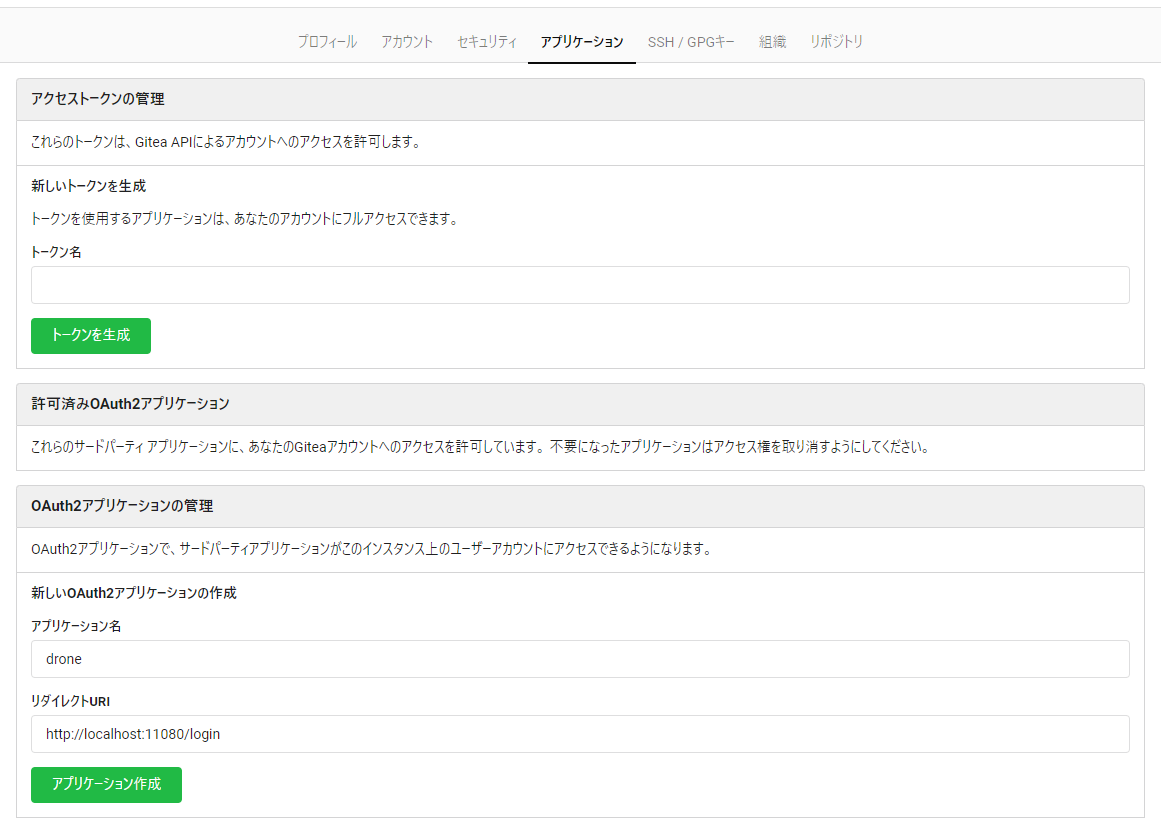 プロフィール アカウント セキュリティ アプリケーション SSH / GPGキー 組織 リポジトリ
アクセストークンの管理
これらのトークンは、Gitea APIによるアカウントへのアクセスを許可します。
新しいトークンを生成
トークンを使用するアプリケーションは、あなたのアカウントにフルアクセスできます。
トークン名
トークンを生成
許可済みOAuth2アプリケーション
これらのサードパーティ アプリケーションに、あなたのGiteaアカウントへのアクセスを許可しています。 不要になったアプリケーションはアクセス権を取り消すようにしてください。
OAuth2アプリケーションの管理
OAuth2アプリケーションで、サードパーティアプリケーションがこのインスタンス上のユーザーアカウントにアクセスできるようになります。
新しいOAuth2アプリケーションの作成
アプリケーション名
drone
リダイレクトURI
http://localhost:11080/login
アプリケーション作成